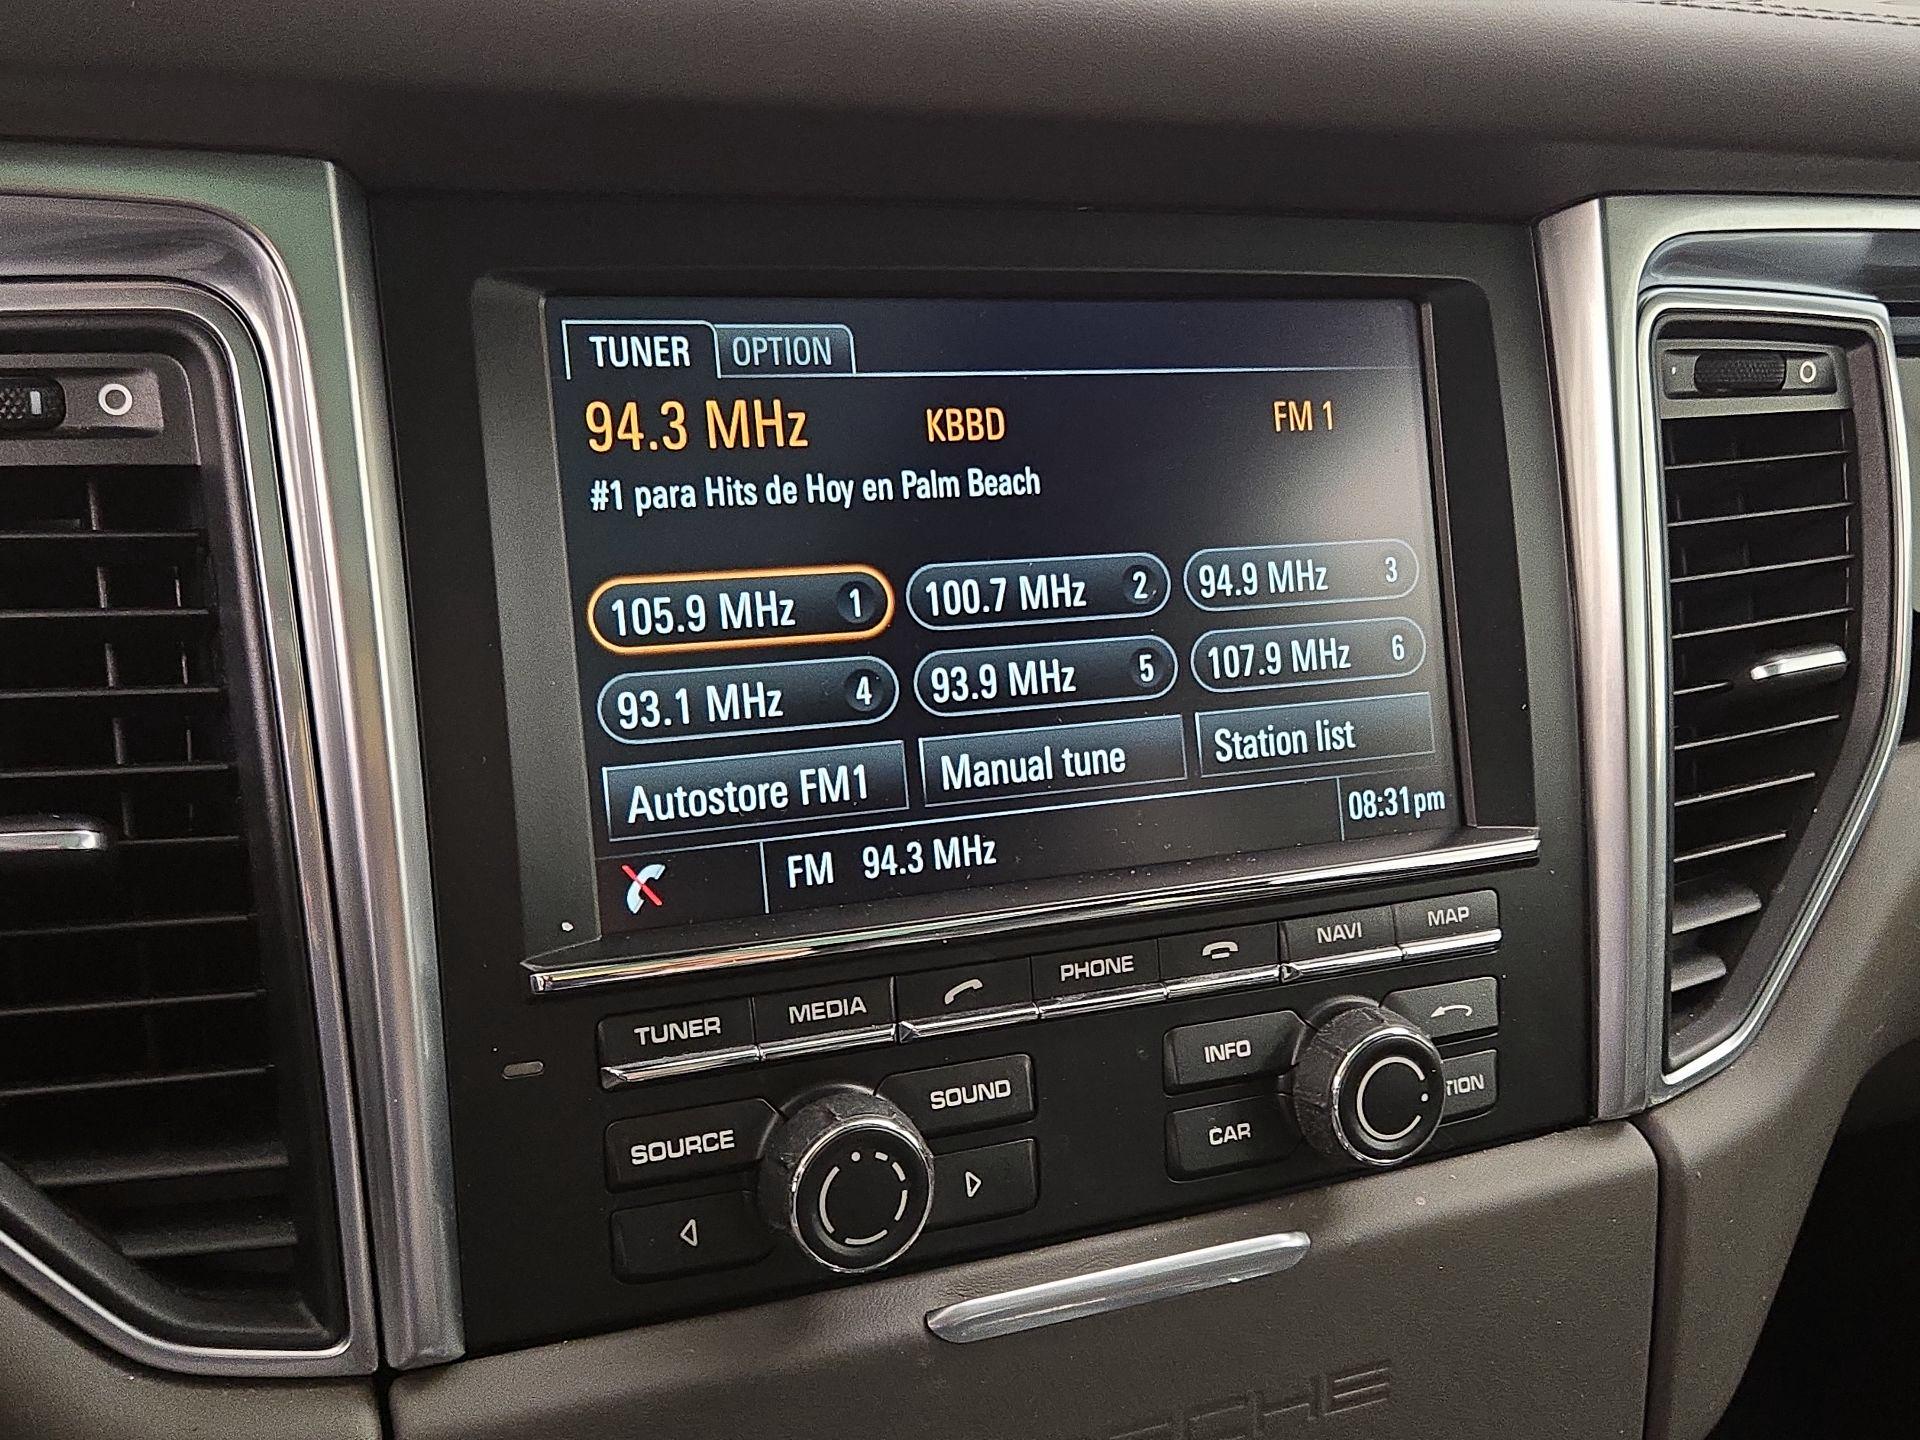 TUNER OPTION
94.3 MHz KBBD FM 1
#1 para Hits de Hoy en Palm Beach
105.9 MHz 1 100.7 MHz 2 94.9 MHz 3
93.1 MHz 4 93.9 MHz 5 107.9 MHz 6
Autostore FM1 Manual tune Station list
FM 94.3 MHz 08:31pm
TUNER MEDIA PHONE NAVI MAP
SOURCE SOUND INFO TION
CAR